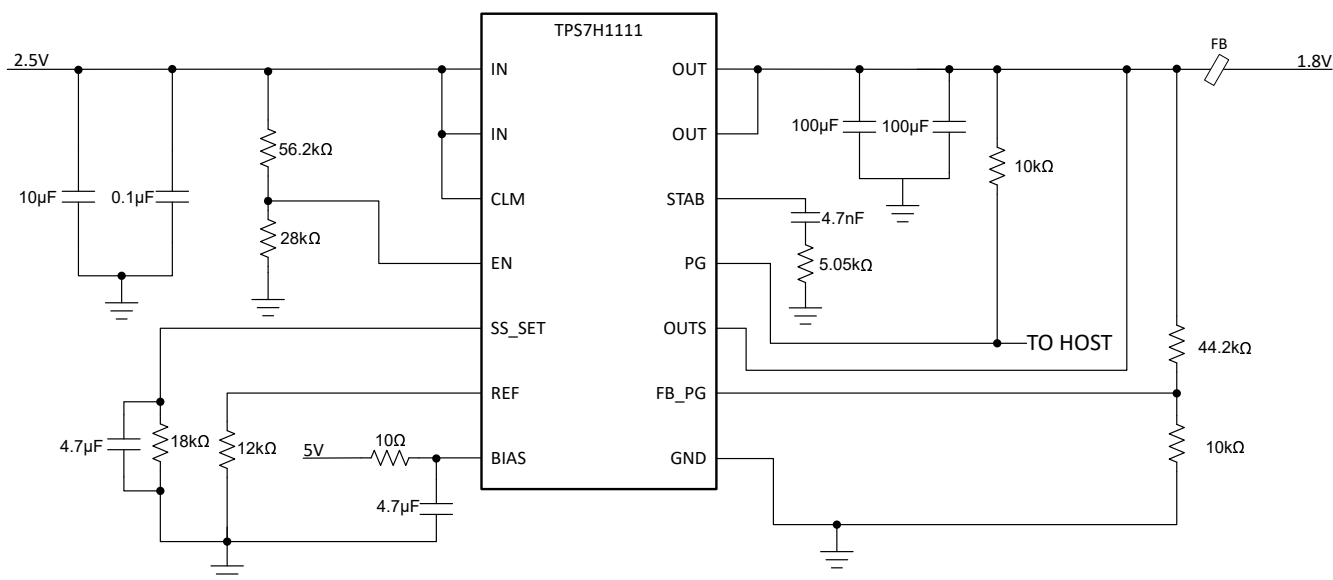 TPS7H1111
2.5V
IN
OUT
FB
1.8V
IN
OUT
100µF
100µF
10kΩ
56.2kΩ
10µF
0.1µF
CLM
STAB
4.7nF
28kΩ
EN
PG
5.05kΩ
SS_SET
OUTS
TO HOST
44.2kΩ
REF
FB_PG
4.7µF
18kΩ
12kΩ
5V
10Ω
BIAS
GND
10kΩ
4.7µF